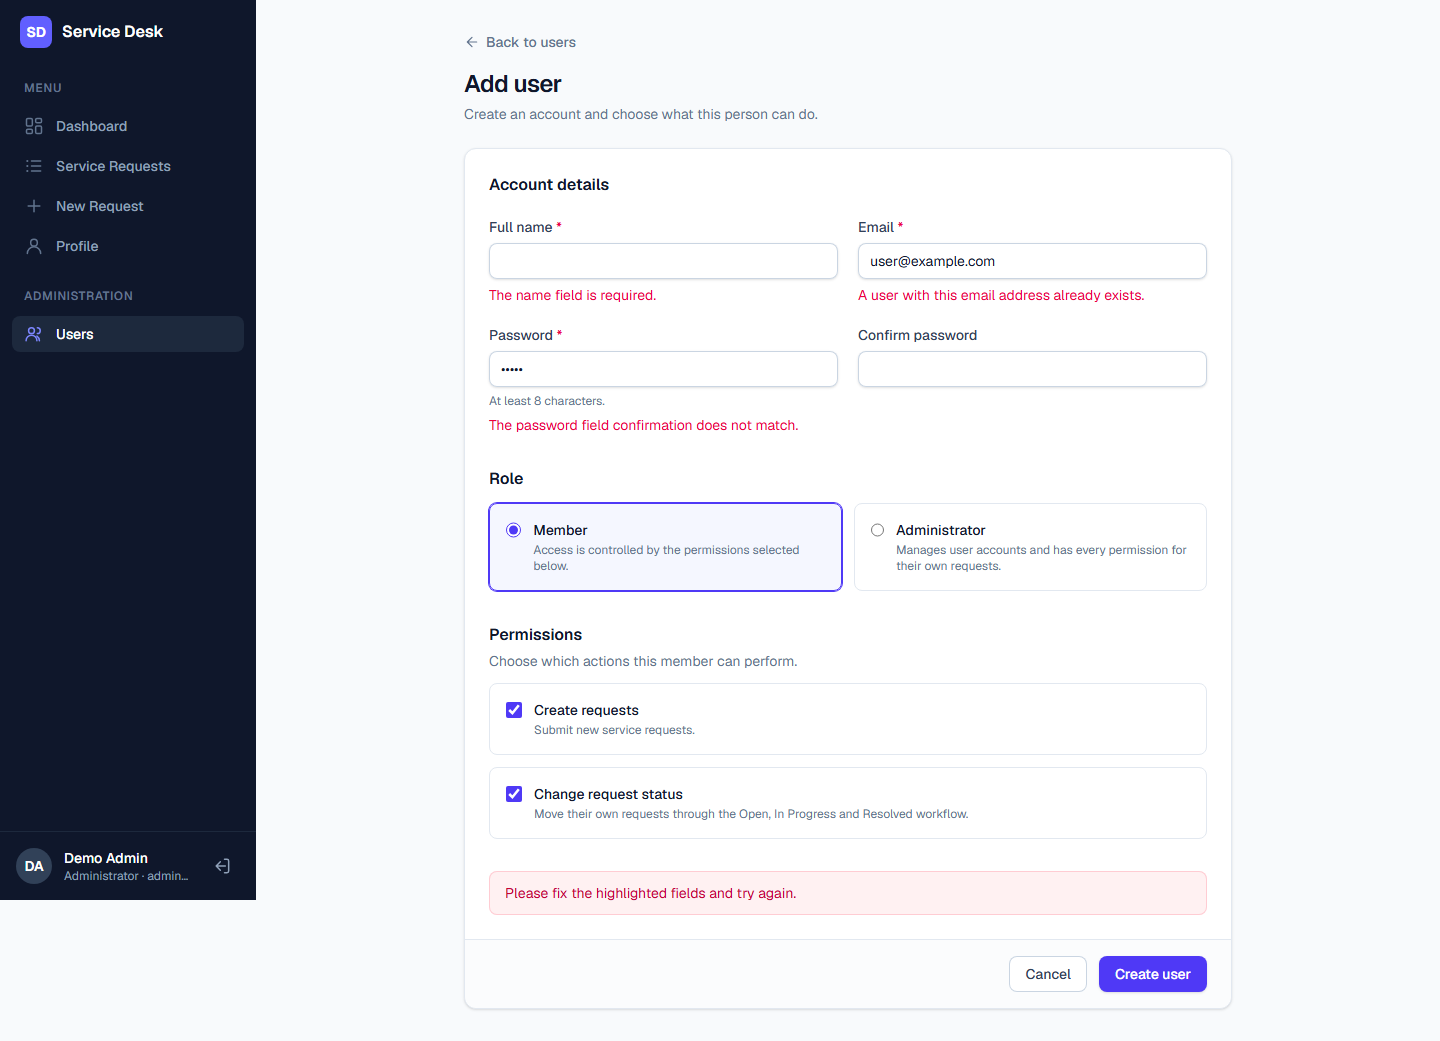 SD Service Desk
MENU
Dashboard
Service Requests
New Request
Profile
ADMINISTRATION
Users
DA
Demo Admin
Administrator · admin...
Back to users
Add user
Create an account and choose what this person can do.
Account details
Full name *
The name field is required.
Email *
user@example.com
A user with this email address already exists.
Password *
•••••
At least 8 characters.
The password field confirmation does not match.
Confirm password
Role
Member
Access is controlled by the permissions selected
below.
Administrator
Manages user accounts and has every permission for
their own requests.
Permissions
Choose which actions this member can perform.
Create requests
Submit new service requests.
Change request status
Move their own requests through the Open, In Progress and Resolved workflow.
Please fix the highlighted fields and try again.
Cancel
Create user